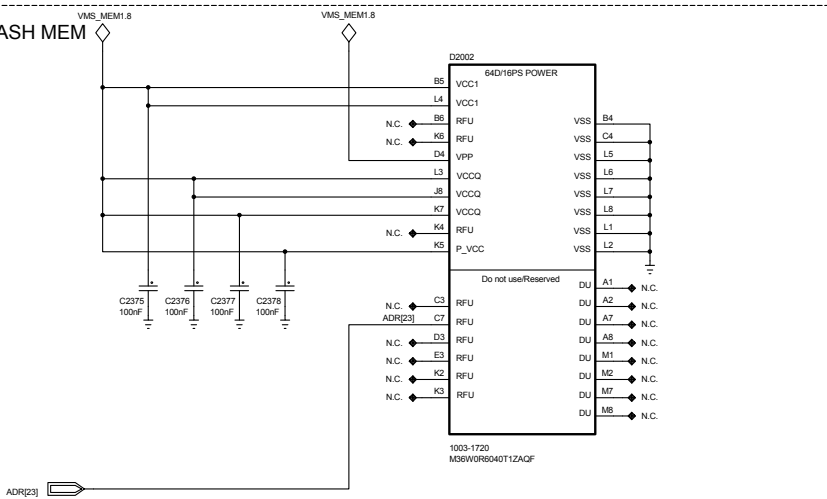 VMS_MEM1.8
VMS_MEM1.8
ASH MEM
D2002
64D/16PS POWER
B5 VCC1
L4 VCC1
N.C. B6 RFU VSS B4
N.C. K6 RFU VSS C4
D4 VPP VSS L5
L3 VCCQ VSS L6
J8 VCCQ VSS L7
K7 VCCQ VSS L8
N.C. K4 RFU VSS L1
K5 P_VCC VSS L2
Do not use/Reserved
DU A1 N.C.
N.C. C3 RFU DU A2 N.C.
ADR[23] C7 RFU DU A7 N.C.
N.C. D3 RFU DU A8 N.C.
N.C. E3 RFU DU M1 N.C.
N.C. K2 RFU DU M2 N.C.
N.C. K3 RFU DU M7 N.C.
DU M8 N.C.
C2375 C2376 C2377 C2378
100nF 100nF 100nF 100nF
1003-1720
M36W0R6040T1ZAQF
ADR[23]